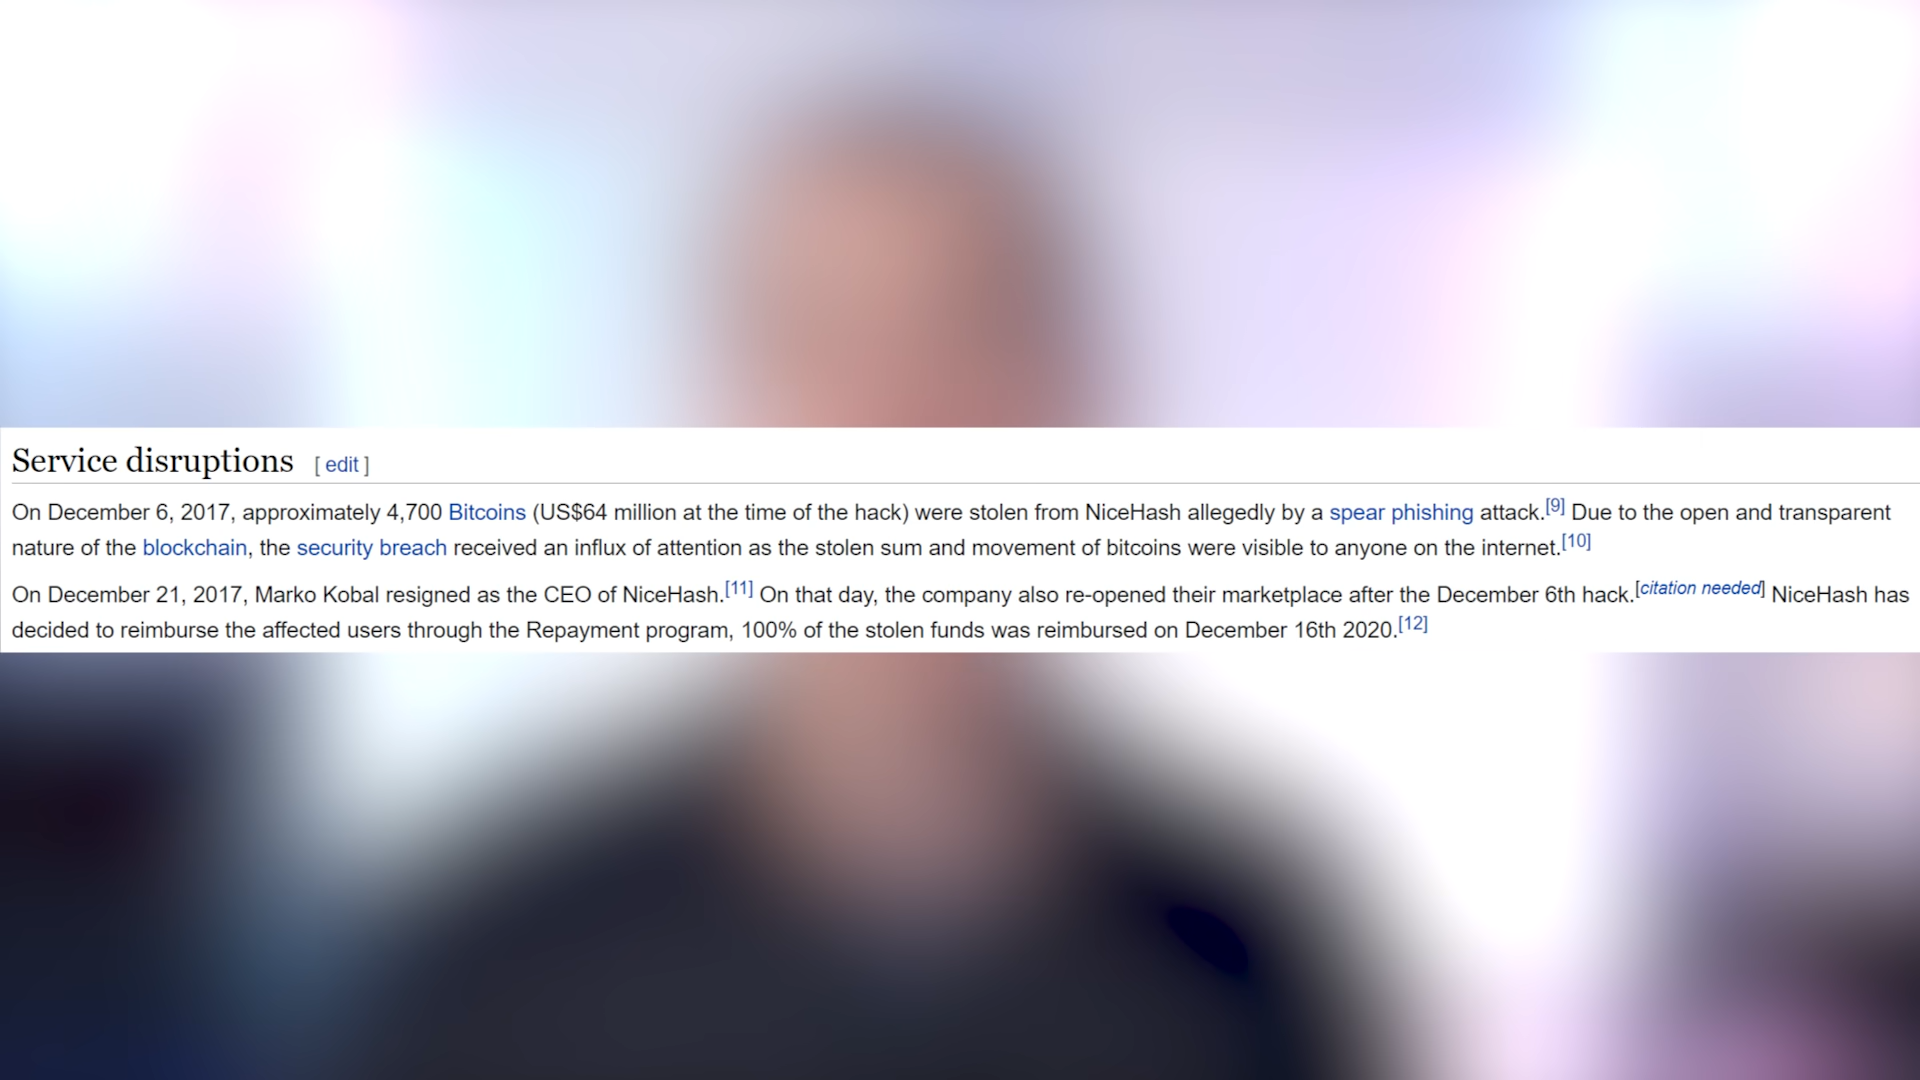 Service disruptions [ edit ]
On December 6, 2017, approximately 4,700 Bitcoins (US$64 million at the time of the hack) were stolen from NiceHash allegedly by a spear phishing attack.[9] Due to the open and transparent
nature of the blockchain, the security breach received an influx of attention as the stolen sum and movement of bitcoins were visible to anyone on the internet.[10]
On December 21, 2017, Marko Kobal resigned as the CEO of NiceHash.[11] On that day, the company also re-opened their marketplace after the December 6th hack.[citation needed] NiceHash has
decided to reimburse the affected users through the Repayment program, 100% of the stolen funds was reimbursed on December 16th 2020.[12]